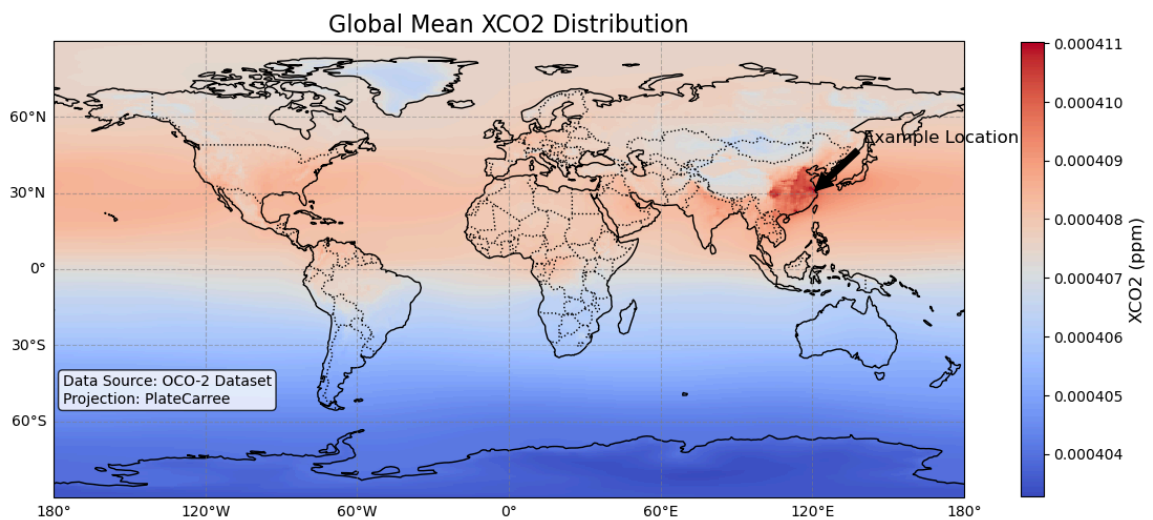 Global Mean XCO2 Distribution
60°N
30°N
0°
30°S
60°S
180°
120°W
60°W
0°
60°E
120°E
180°
Example Location
Data Source: OCO-2 Dataset
Projection: PlateCarree
0.000411
0.000410
0.000409
0.000408
0.000407
0.000406
0.000405
0.000404
XCO2 (ppm)